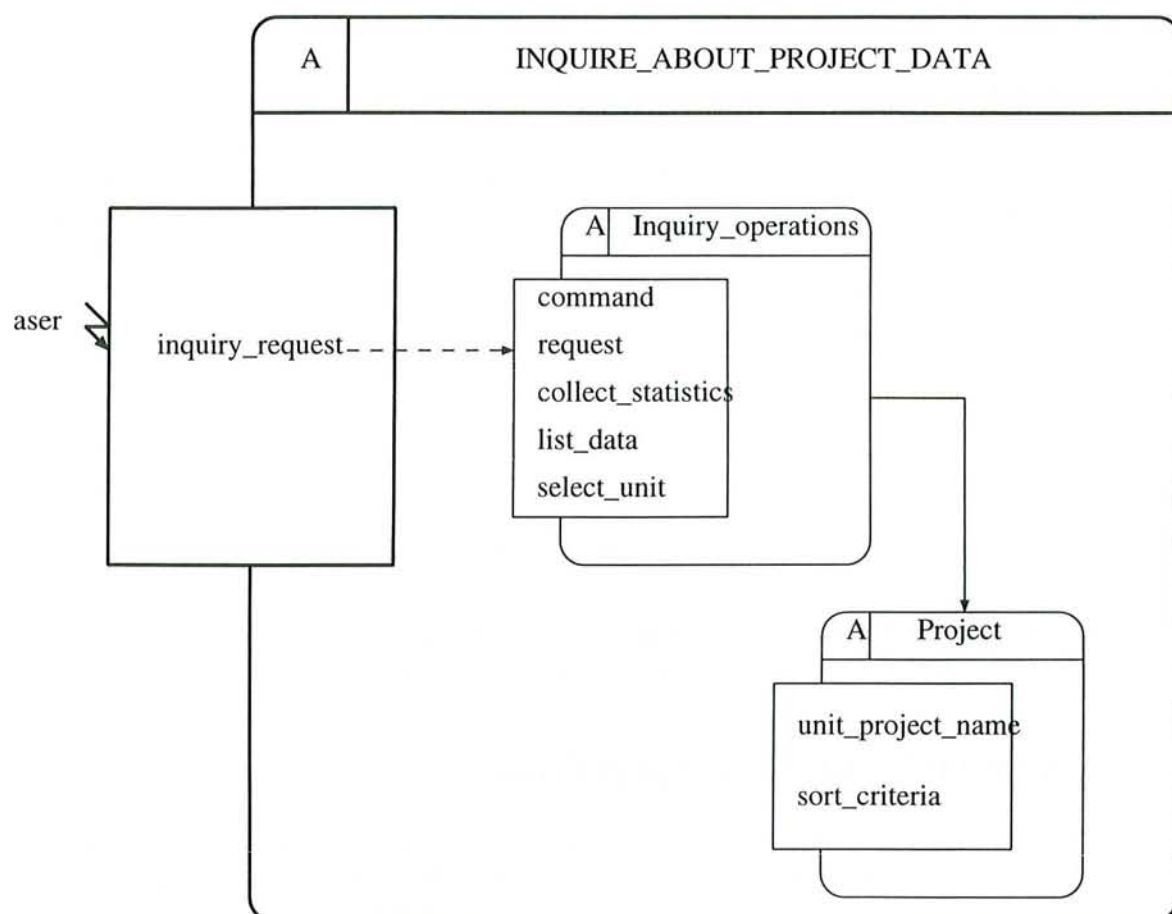 A INQUIRE_ABOUT_PROJECT_DATA
A Inquiry_operations
command
aser
inquiry_request
request
collect_statistics
list_data
select_unit
A Project
unit_project_name
sort_criteria